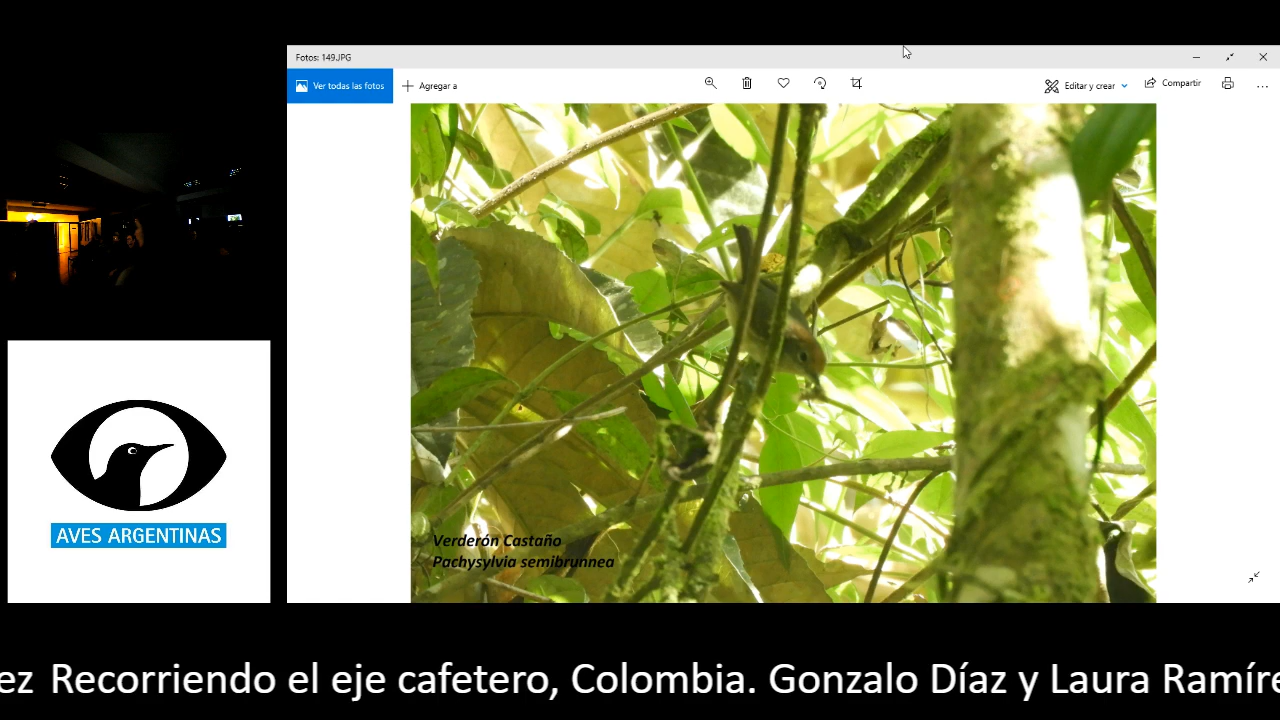 Fotos: 149.JPG
Ver todas las fotos
Agregar a
Editar y crear
Compartir
AVES ARGENTINAS
Verderón Castaño
Pachysylvia semibrunnea
ez Recorriendo el eje cafetero, Colombia. Gonzalo Díaz y Laura Ramíre